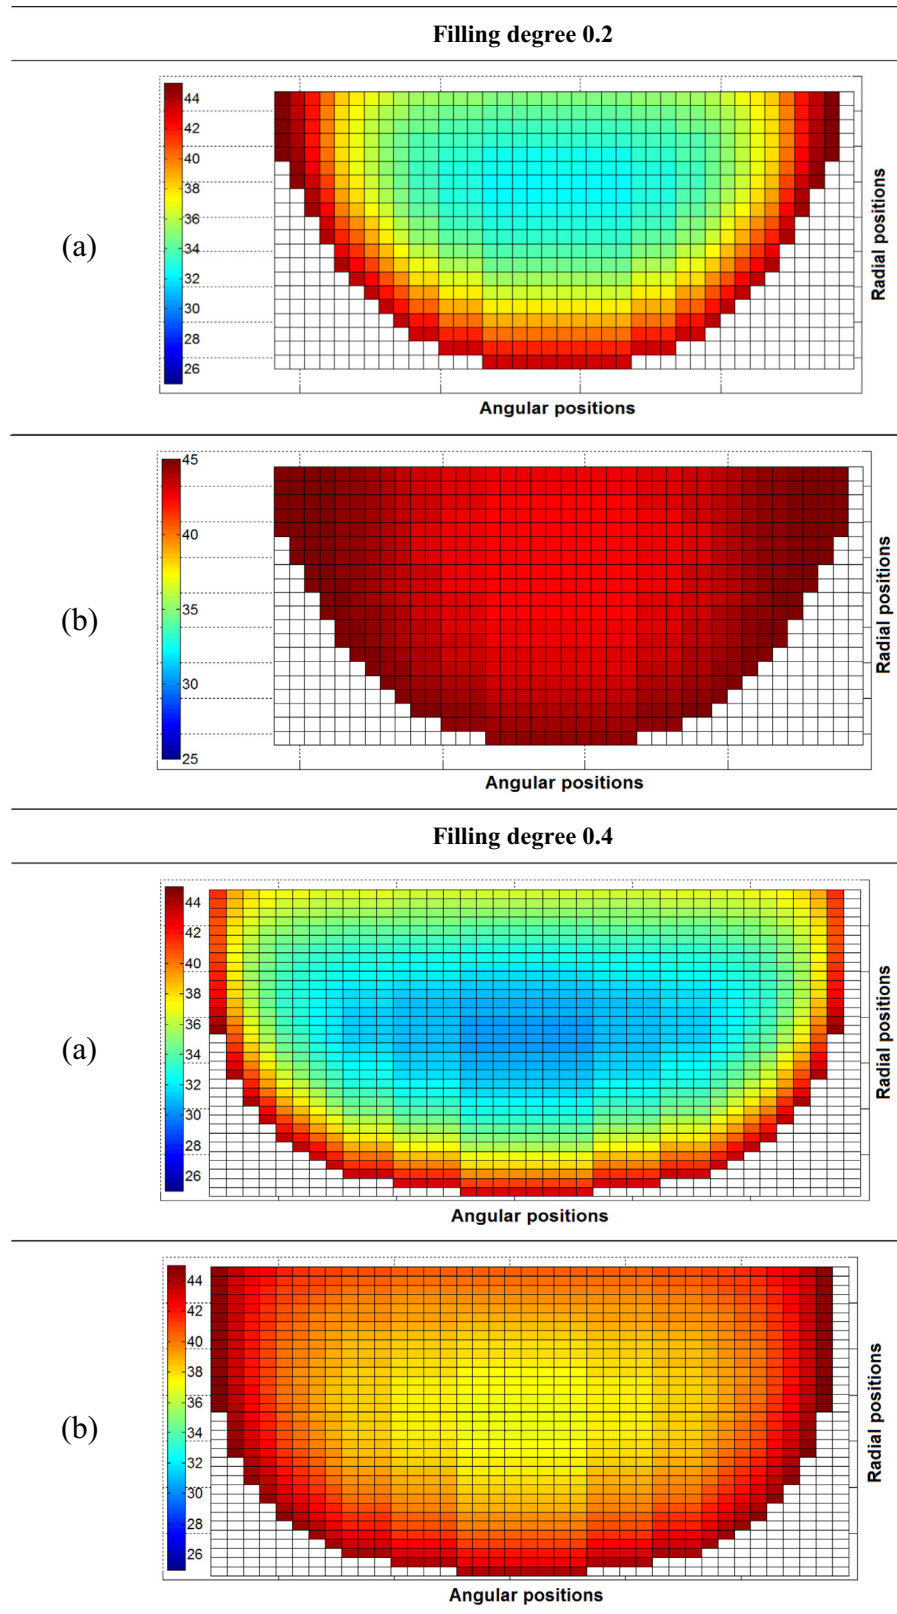 Filling degree 0.2
(a)
44
42
40
38
36
34
32
30
28
26
Radial positions
Angular positions
(b)
45
40
35
30
25
Radial positions
Angular positions
Filling degree 0.4
(a)
44
42
40
38
36
34
32
30
28
26
Radial positions
Angular positions
(b)
44
42
40
38
36
34
32
30
28
26
Radial positions
Angular positions